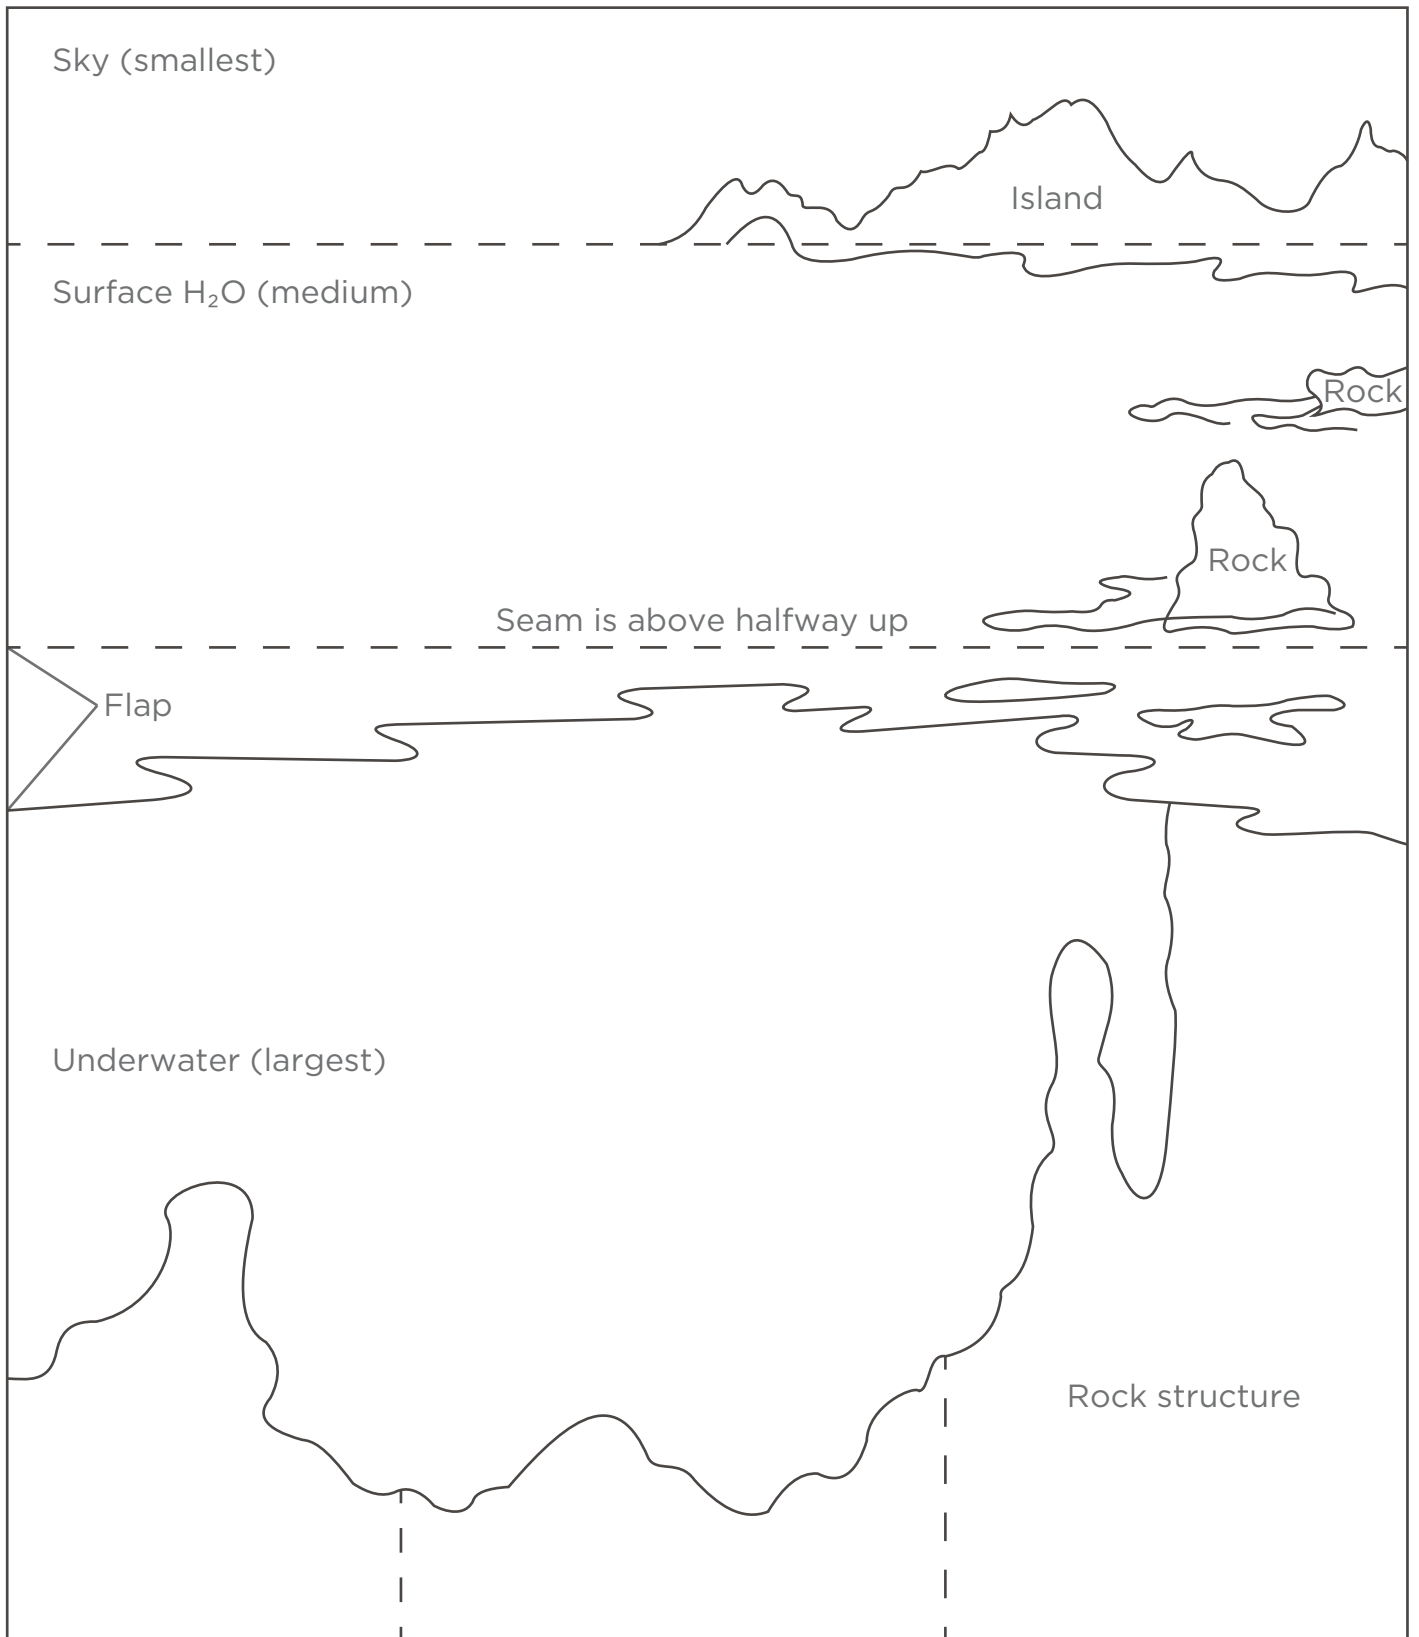 Sky (smallest)
Island
Surface H₂O (medium)
Rock
Rock
Seam is above halfway up
Flap
Underwater (largest)
Rock structure